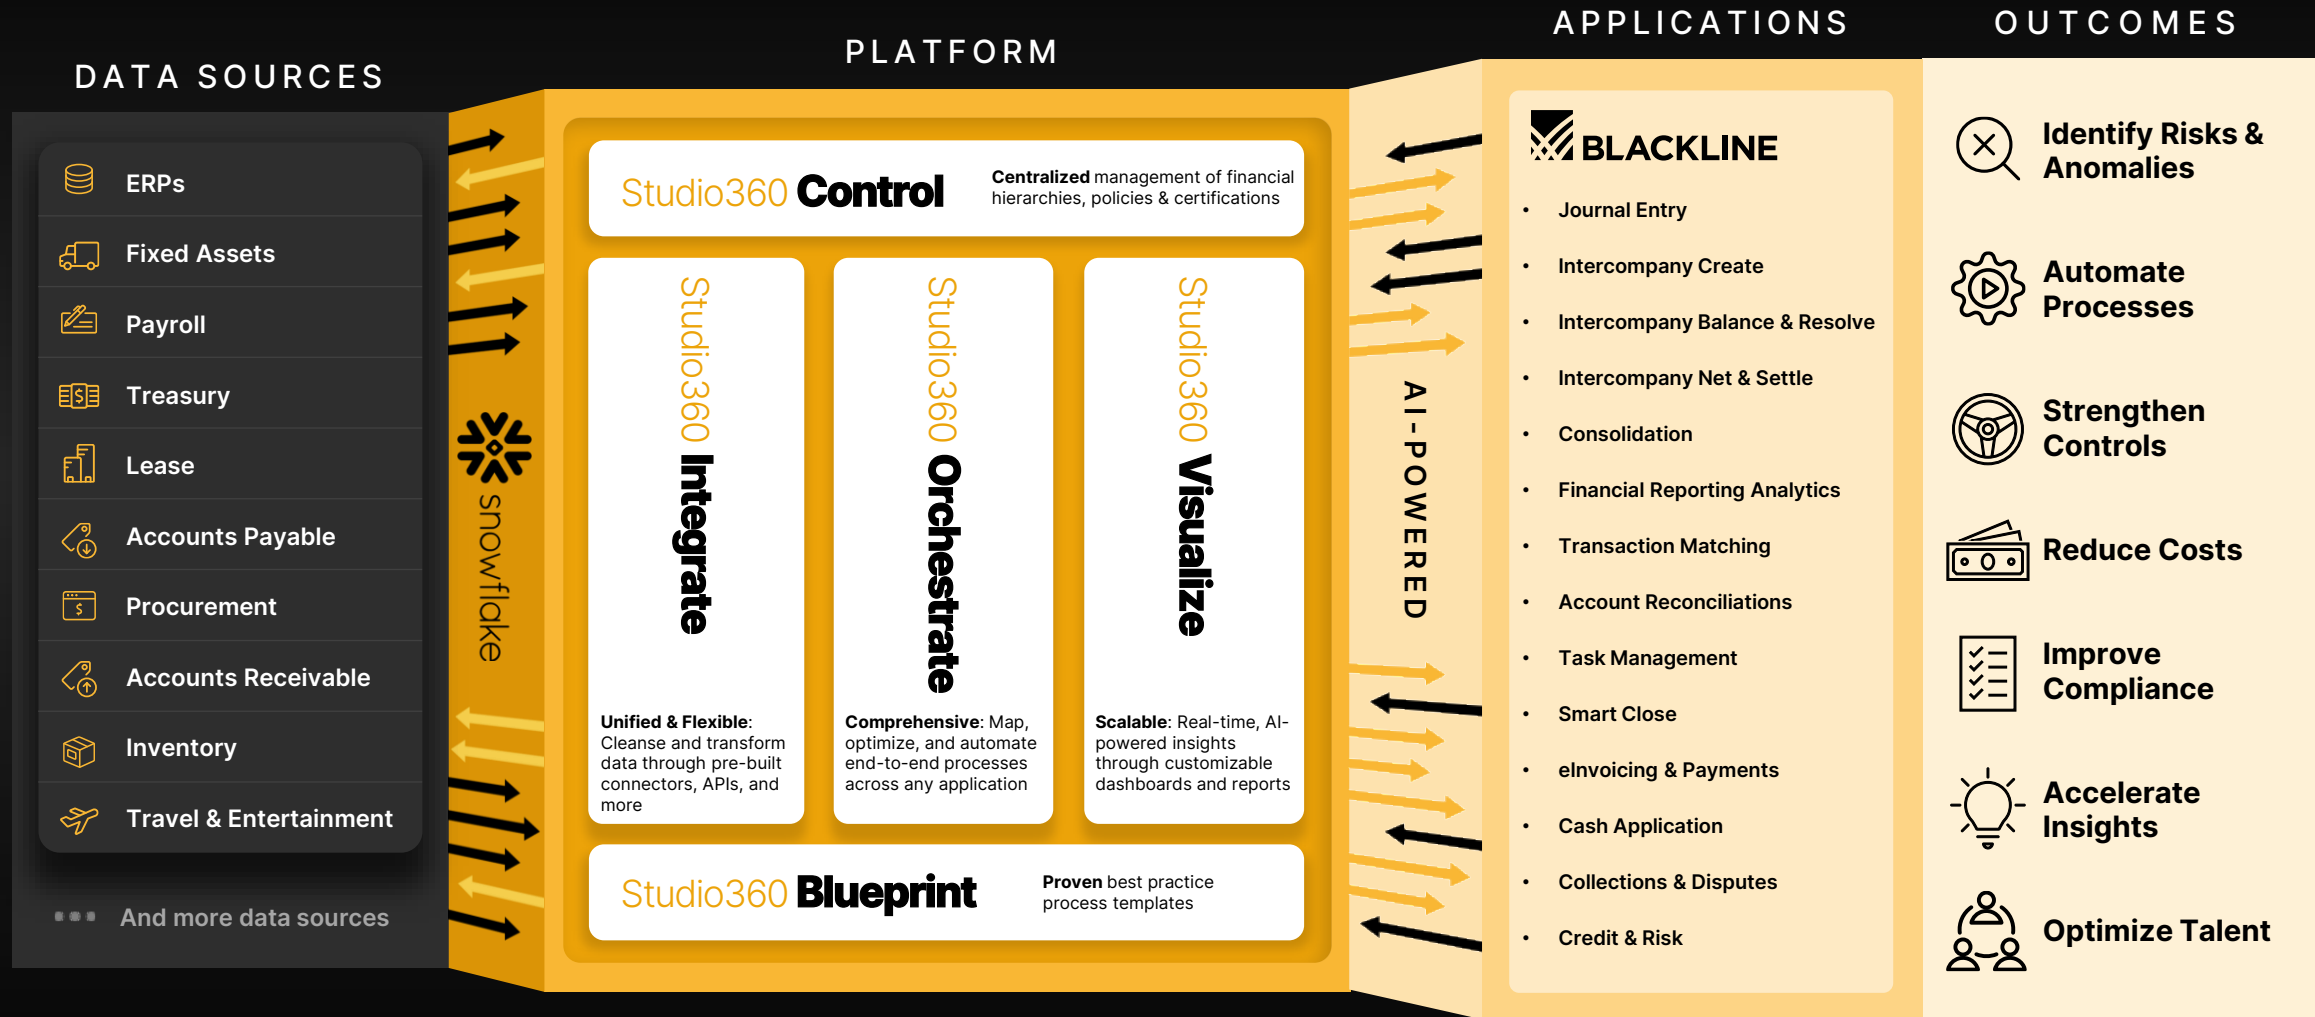 DATA SOURCES
ERPs
Fixed Assets
Payroll
Treasury
Lease
Accounts Payable
Procurement
Accounts Receivable
Inventory
Travel & Entertainment
And more data sources
snowflake
PLATFORM
Studio360 Control
Centralized management of financial
hierarchies, policies & certifications
Studio360 Integrate
Unified & Flexible:
Cleanse and transform
data through pre-built
connectors, APIs, and
more
Studio360 Orchestrate
Comprehensive: Map,
optimize, and automate
end-to-end processes
across any application
Studio360 Visualize
Scalable: Real-time, AI-
powered insights
through customizable
dashboards and reports
Studio360 Blueprint
Proven best practice
process templates
AI-POWERED
APPLICATIONS
BLACKLINE
• Journal Entry
• Intercompany Create
• Intercompany Balance & Resolve
• Intercompany Net & Settle
• Consolidation
• Financial Reporting Analytics
• Transaction Matching
• Account Reconciliations
• Task Management
• Smart Close
• eInvoicing & Payments
• Cash Application
• Collections & Disputes
• Credit & Risk
OUTCOMES
Identify Risks &
Anomalies
Automate
Processes
Strengthen
Controls
Reduce Costs
Improve
Compliance
Accelerate
Insights
Optimize Talent